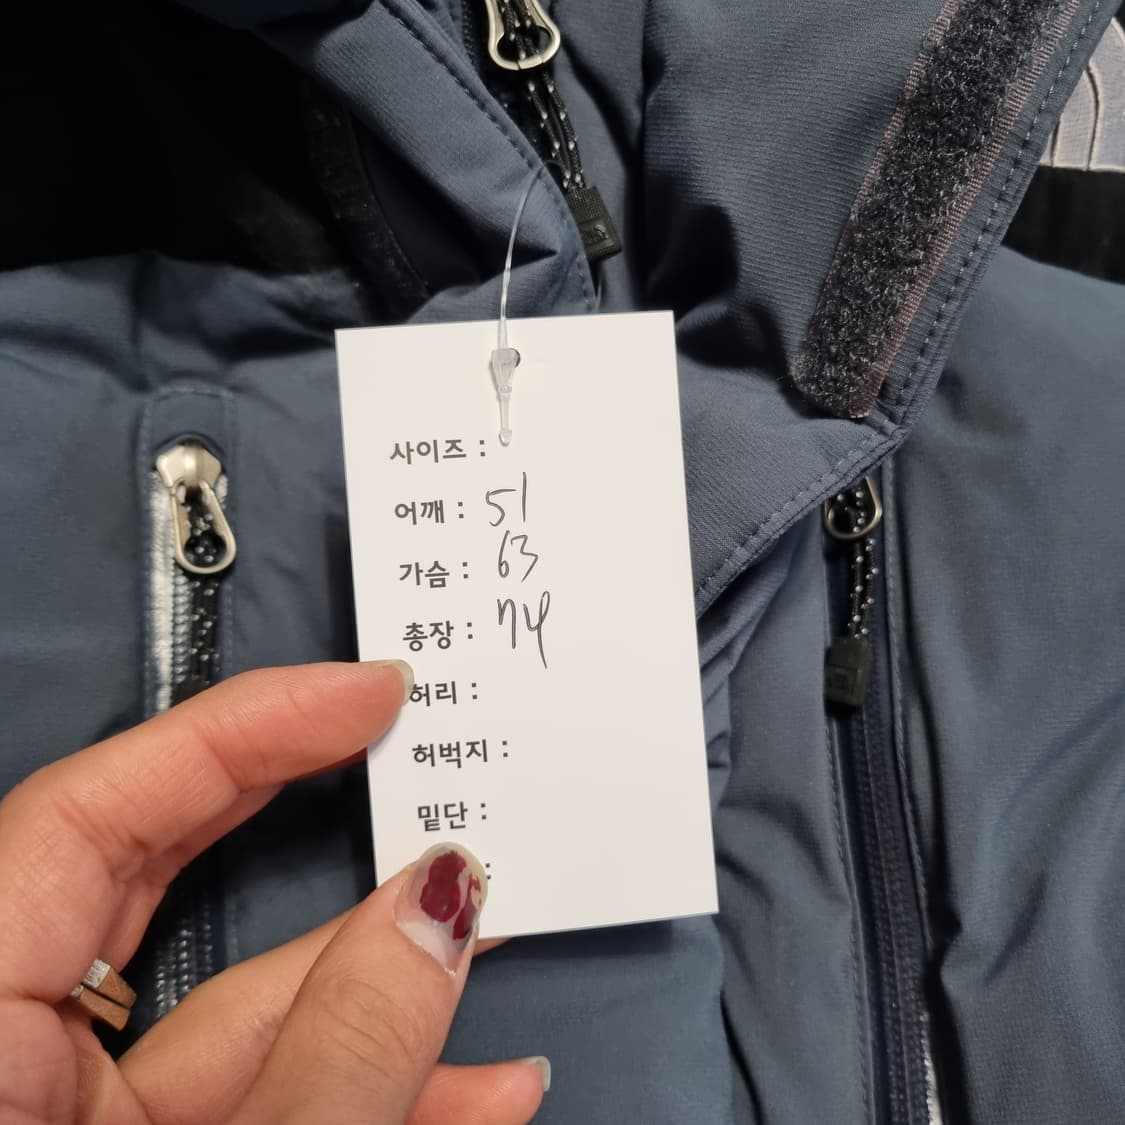 사이즈 :
어깨 : 51
가슴 : 63
총장 : 74
허리 :
허벅지 :
밑단 :
: